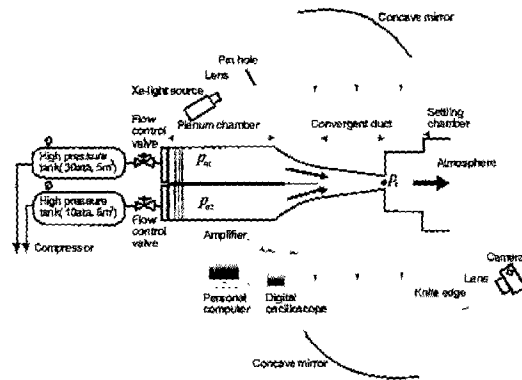 Concave mirror
Pin hole
Lens
Xe-light source
Flow
control
valve
Plenum chamber
Convergent duct
Settling
chamber
High pressure
tank( 30ata, 5m³)
Atmosphere
High pressure
tank( 10ata, 5m³)
Compressor
Flow
control
valve
Amplifier
Personal
computer
Digital
oscilloscope
Camera
Lens
Knife edge
Concave mirror